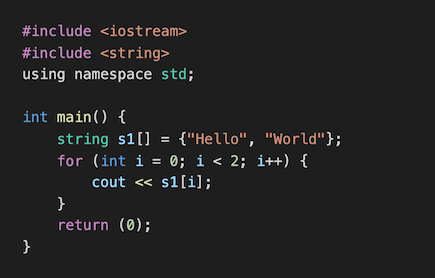 #include <iostream>
#include <string>
using namespace std;

int main() {
    string s1[] = {"Hello", "World"};
    for (int i = 0; i < 2; i++) {
        cout << s1[i];
    }
    return (0);
}